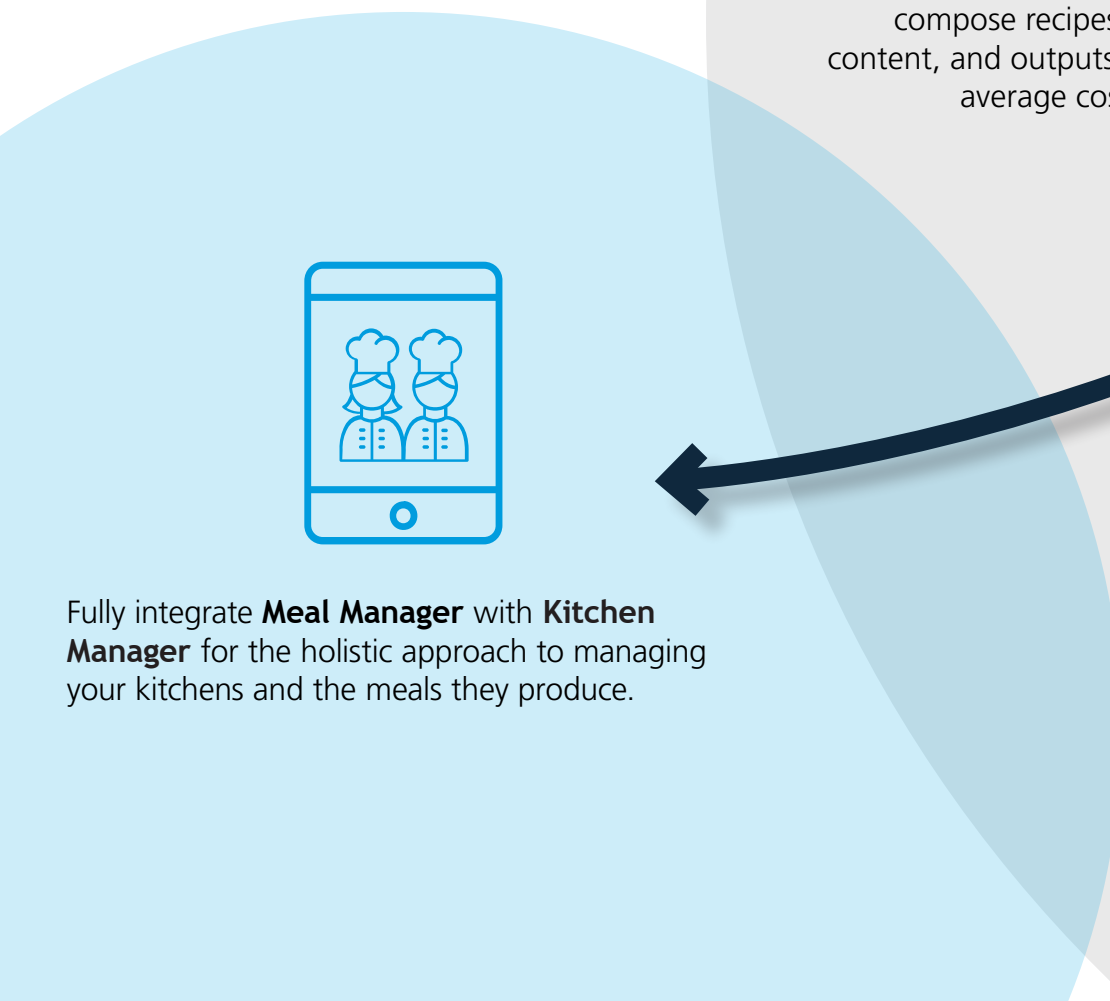 compose recipes
content, and outputs
average cos
Fully integrate Meal Manager with Kitchen
Manager for the holistic approach to managing
your kitchens and the meals they produce.